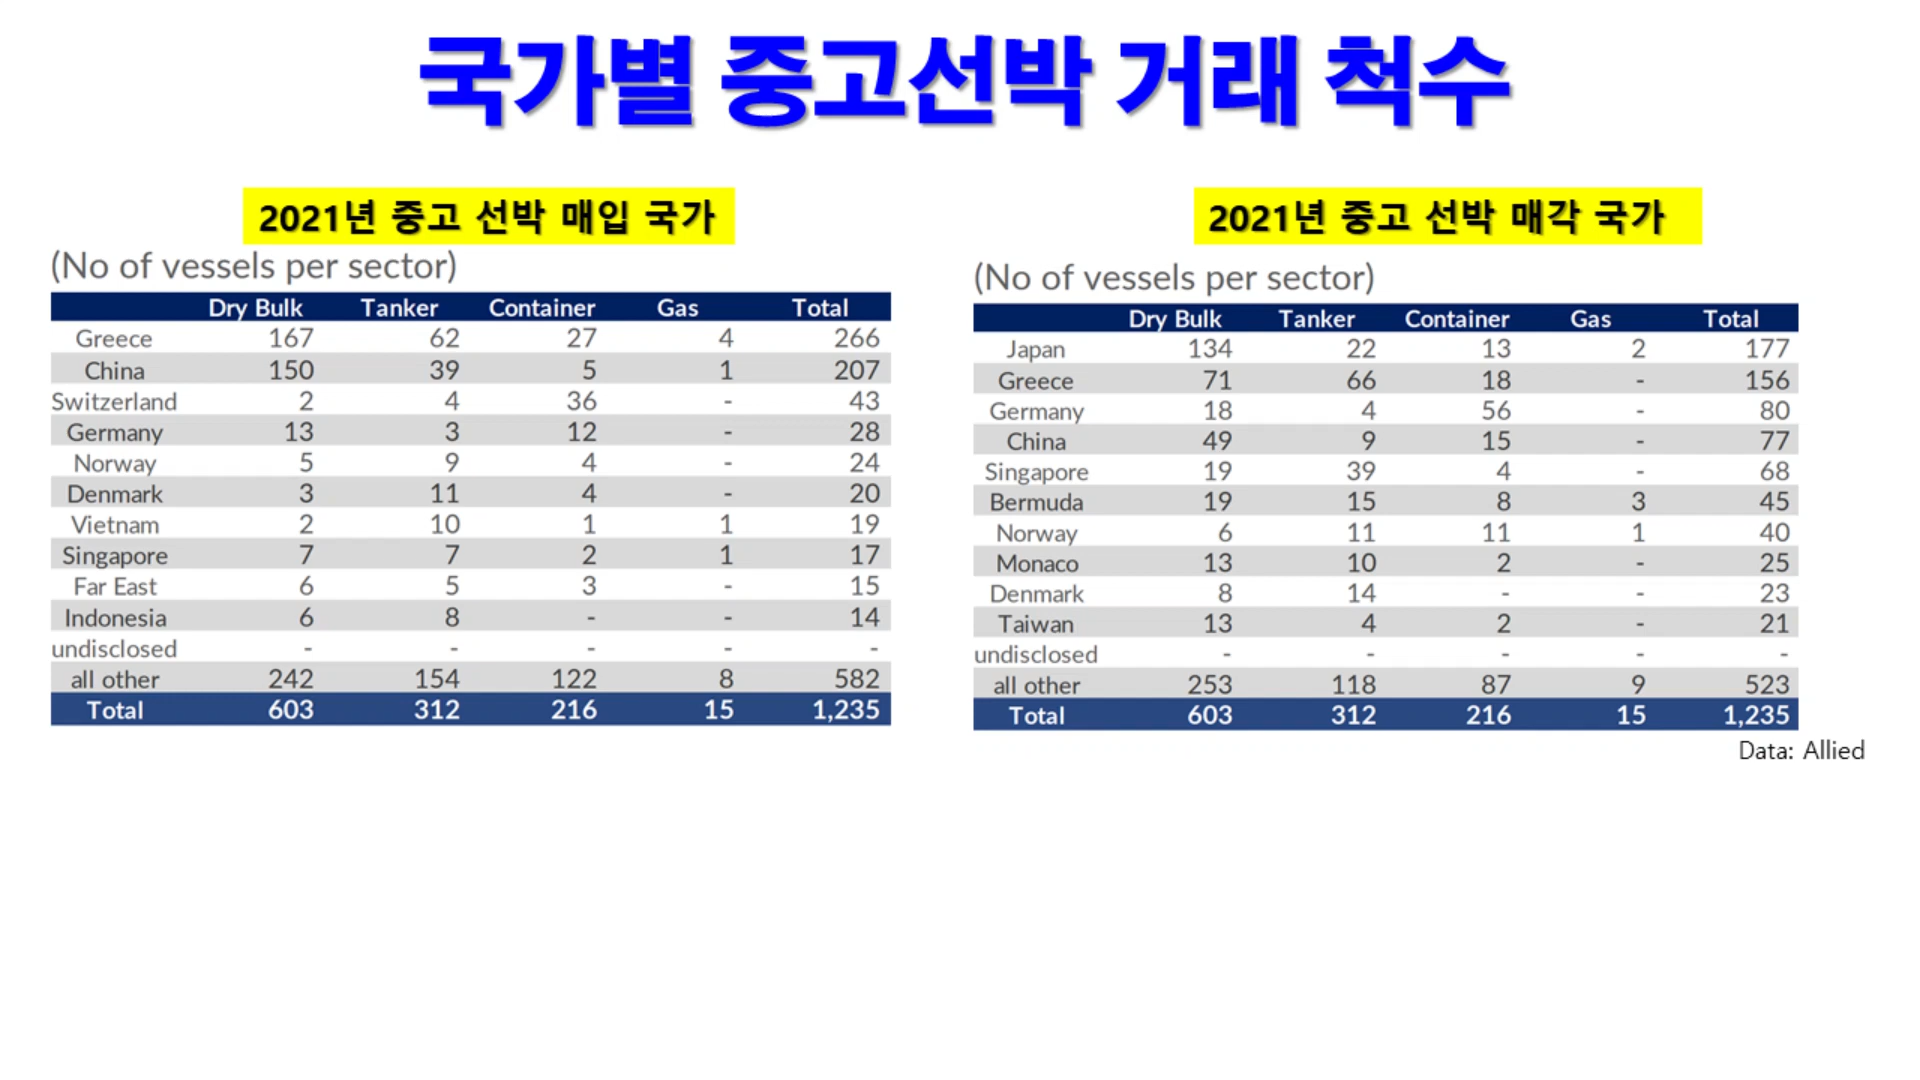 국가별 중고선박 거래 척수
2021년 중고 선박 매입 국가
(No of vessels per sector)
Dry Bulk Tanker Container Gas Total
Greece 167 62 27 4 266
China 150 39 5 1 207
Switzerland 2 4 36 - 43
Germany 13 3 12 - 28
Norway 5 9 4 - 24
Denmark 3 11 4 - 20
Vietnam 2 10 1 1 19
Singapore 7 7 2 1 17
Far East 6 5 3 - 15
Indonesia 6 8 - - 14
undisclosed - - - - -
all other 242 154 122 8 582
Total 603 312 216 15 1,235
2021년 중고 선박 매각 국가
(No of vessels per sector)
Dry Bulk Tanker Container Gas Total
Japan 134 22 13 2 177
Greece 71 66 18 - 156
Germany 18 4 56 - 80
China 49 9 15 - 77
Singapore 19 39 4 - 68
Bermuda 19 15 8 3 45
Norway 6 11 11 1 40
Monaco 13 10 2 - 25
Denmark 8 14 - - 23
Taiwan 13 4 2 - 21
undisclosed - - - - -
all other 253 118 87 9 523
Total 603 312 216 15 1,235
Data: Allied